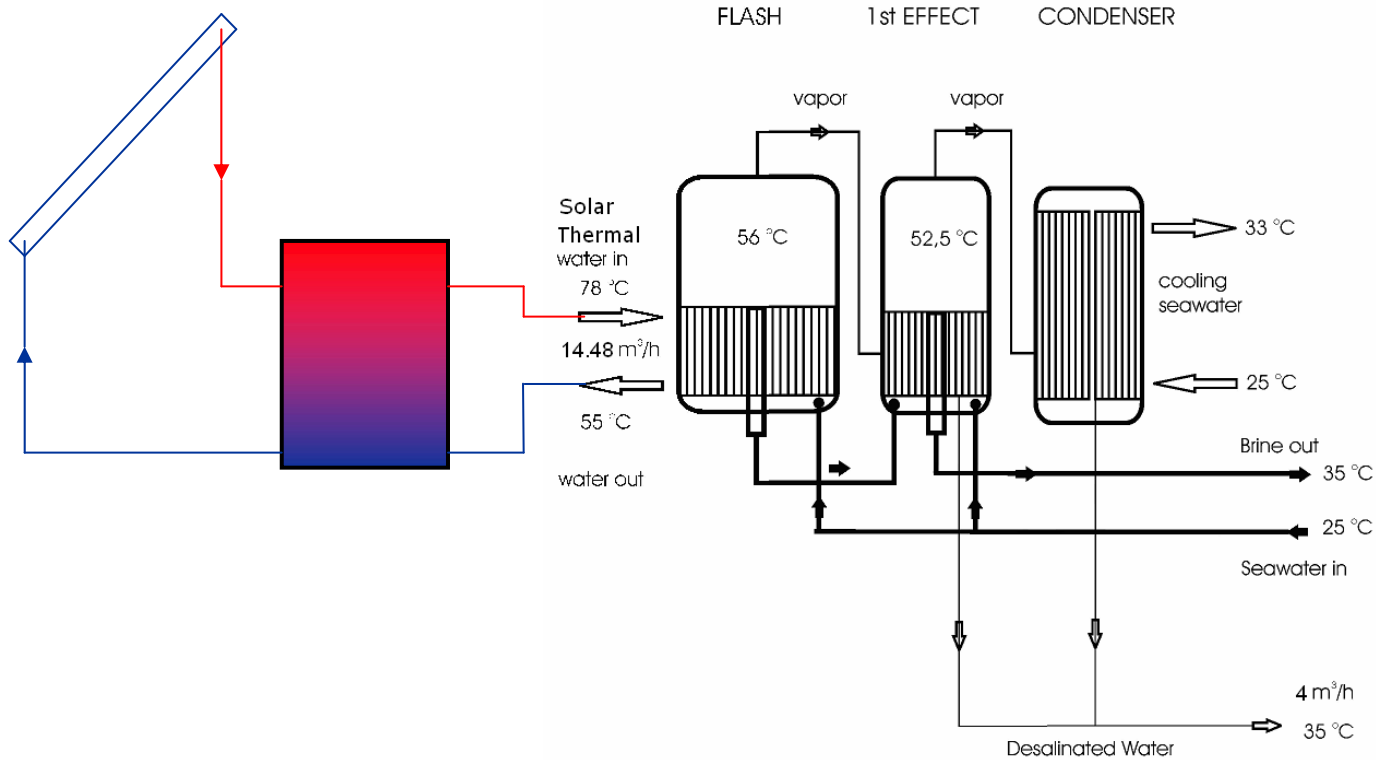 FLASH
1st EFFECT
CONDENSER
vapor
vapor
Solar
Thermal
water in
78 °C
14.48 m³/h
55 °C
water out
56 °C
52,5 °C
33 °C
cooling
seawater
25 °C
Brine out
35 °C
25 °C
Seawater in
4 m³/h
35 °C
Desalinated Water